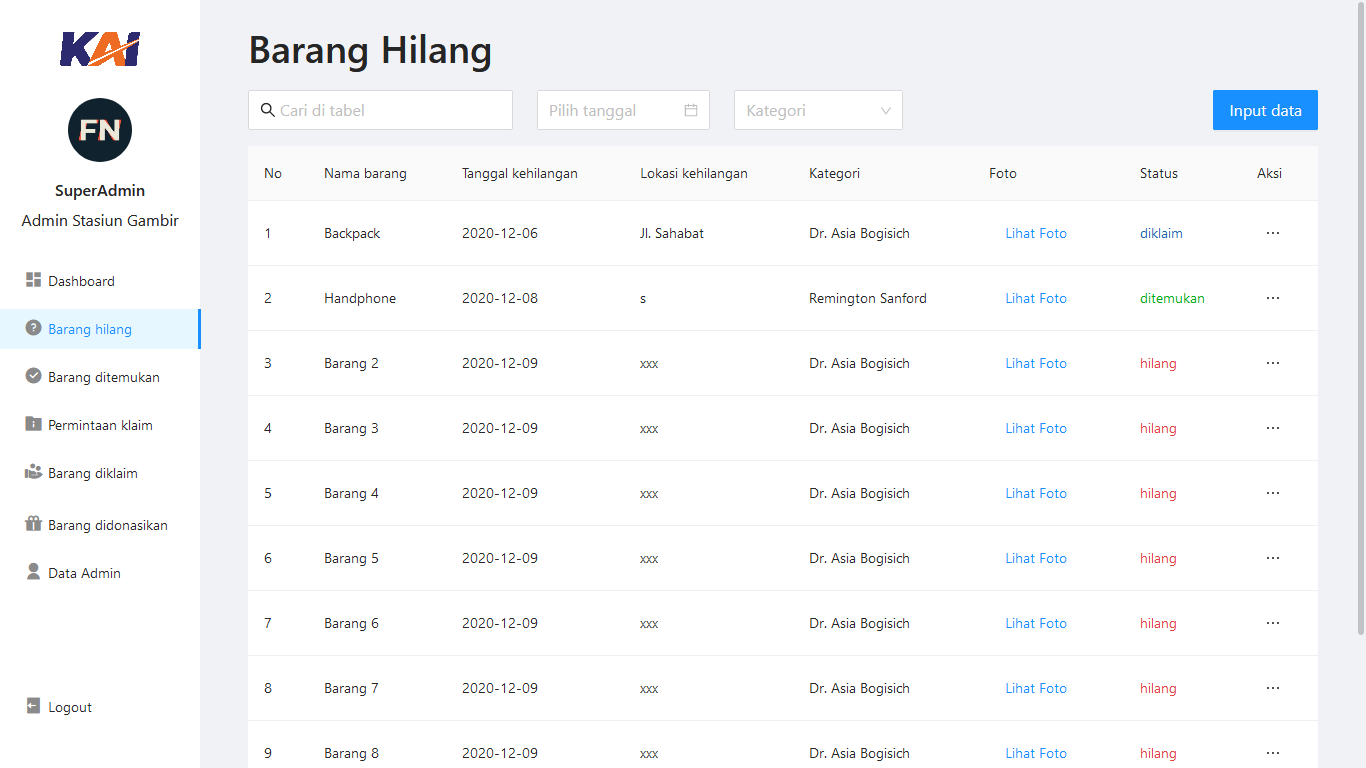 KAI
FN
SuperAdmin
Admin Stasiun Gambir
Dashboard
Barang hilang
Barang ditemukan
Permintaan klaim
Barang diklaim
Barang didonasikan
Data Admin
Logout
Barang Hilang
Cari di tabel Pilih tanggal Kategori Input data
No Nama barang Tanggal kehilangan Lokasi kehilangan Kategori Foto Status Aksi
1 Backpack 2020-12-06 Jl. Sahabat Dr. Asia Bogisich Lihat Foto diklaim ···
2 Handphone 2020-12-08 s Remington Sanford Lihat Foto ditemukan ···
3 Barang 2 2020-12-09 xxx Dr. Asia Bogisich Lihat Foto hilang ···
4 Barang 3 2020-12-09 xxx Dr. Asia Bogisich Lihat Foto hilang ···
5 Barang 4 2020-12-09 xxx Dr. Asia Bogisich Lihat Foto hilang ···
6 Barang 5 2020-12-09 xxx Dr. Asia Bogisich Lihat Foto hilang ···
7 Barang 6 2020-12-09 xxx Dr. Asia Bogisich Lihat Foto hilang ···
8 Barang 7 2020-12-09 xxx Dr. Asia Bogisich Lihat Foto hilang ···
9 Barang 8 2020-12-09 xxx Dr. Asia Bogisich Lihat Foto hilang ···